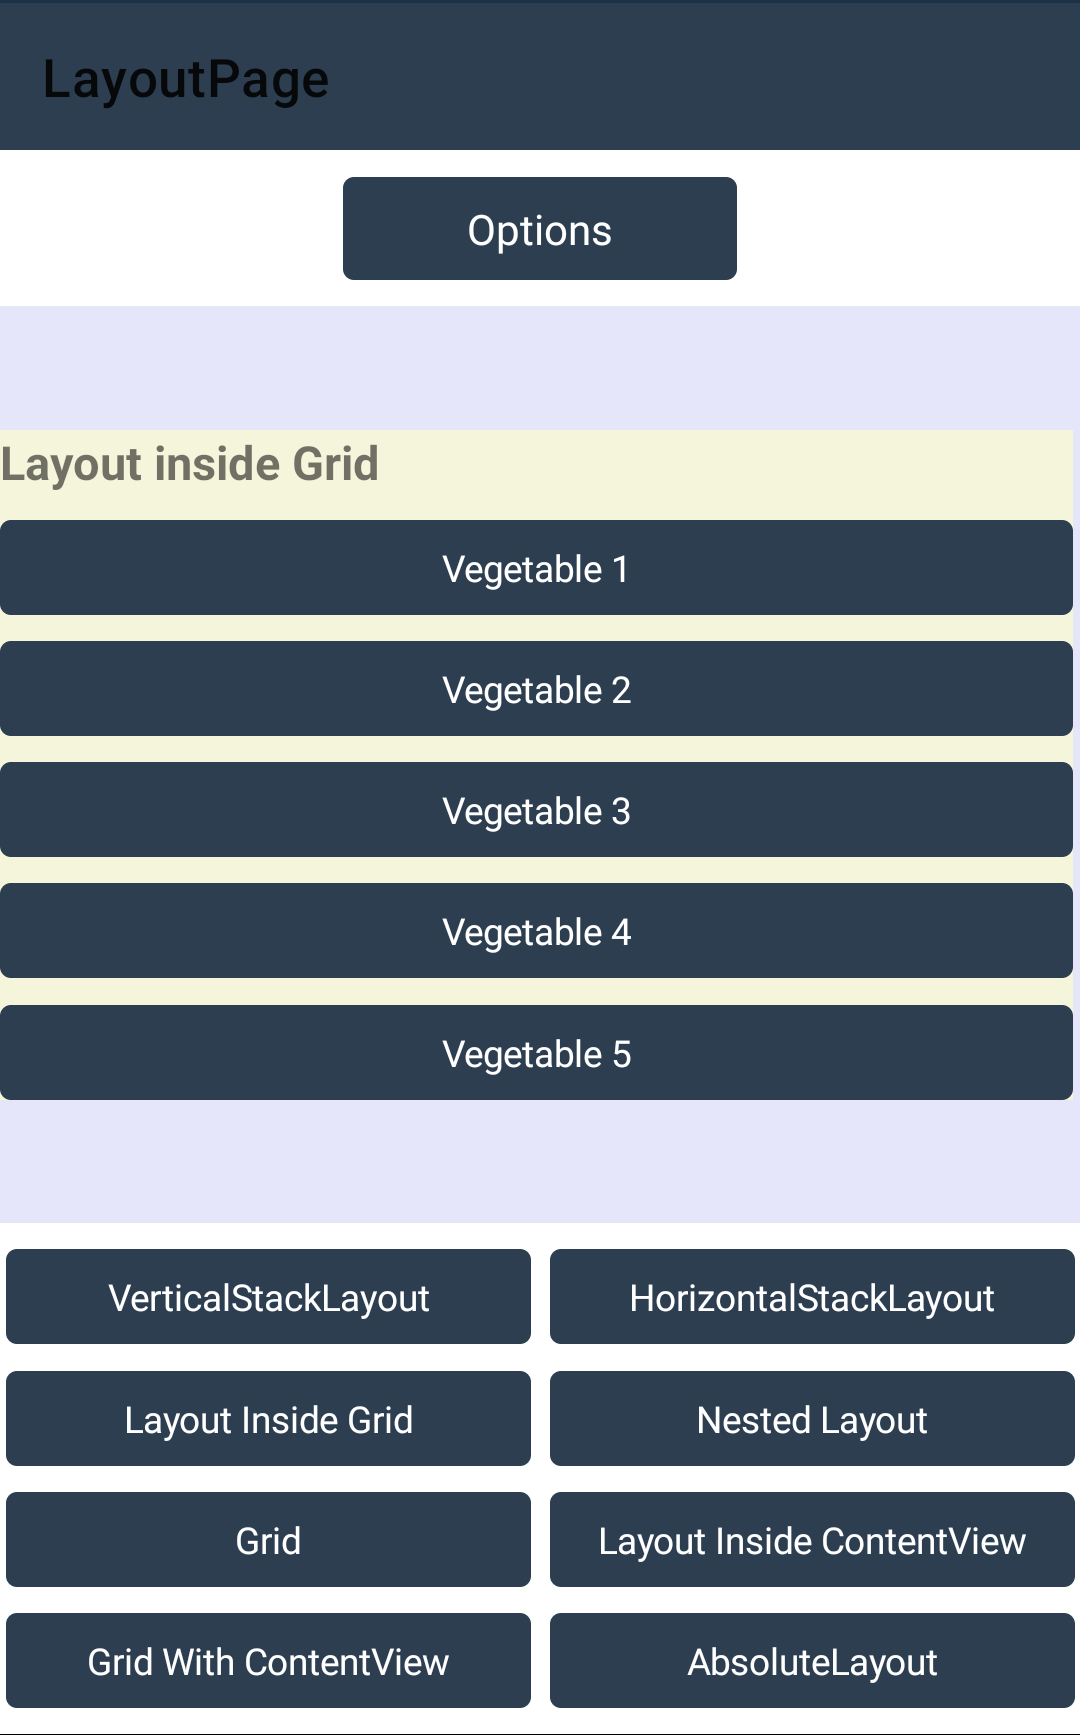 LayoutPage
Options
Layout inside Grid
Vegetable 1
Vegetable 2
Vegetable 3
Vegetable 4
Vegetable 5
VerticalStackLayout
HorizontalStackLayout
Layout Inside Grid
Nested Layout
Grid
Layout Inside ContentView
Grid With ContentView
AbsoluteLayout